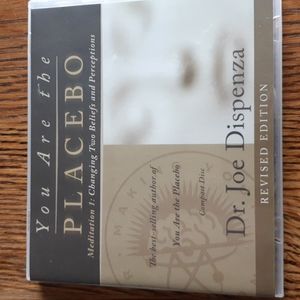 You Are the
PLACEBO
Meditation 1: Changing Two Beliefs and Perceptions
The best-selling author of
You Are the Placebo
Compact Disc
Dr. Joe Dispenza
REVISED EDITION